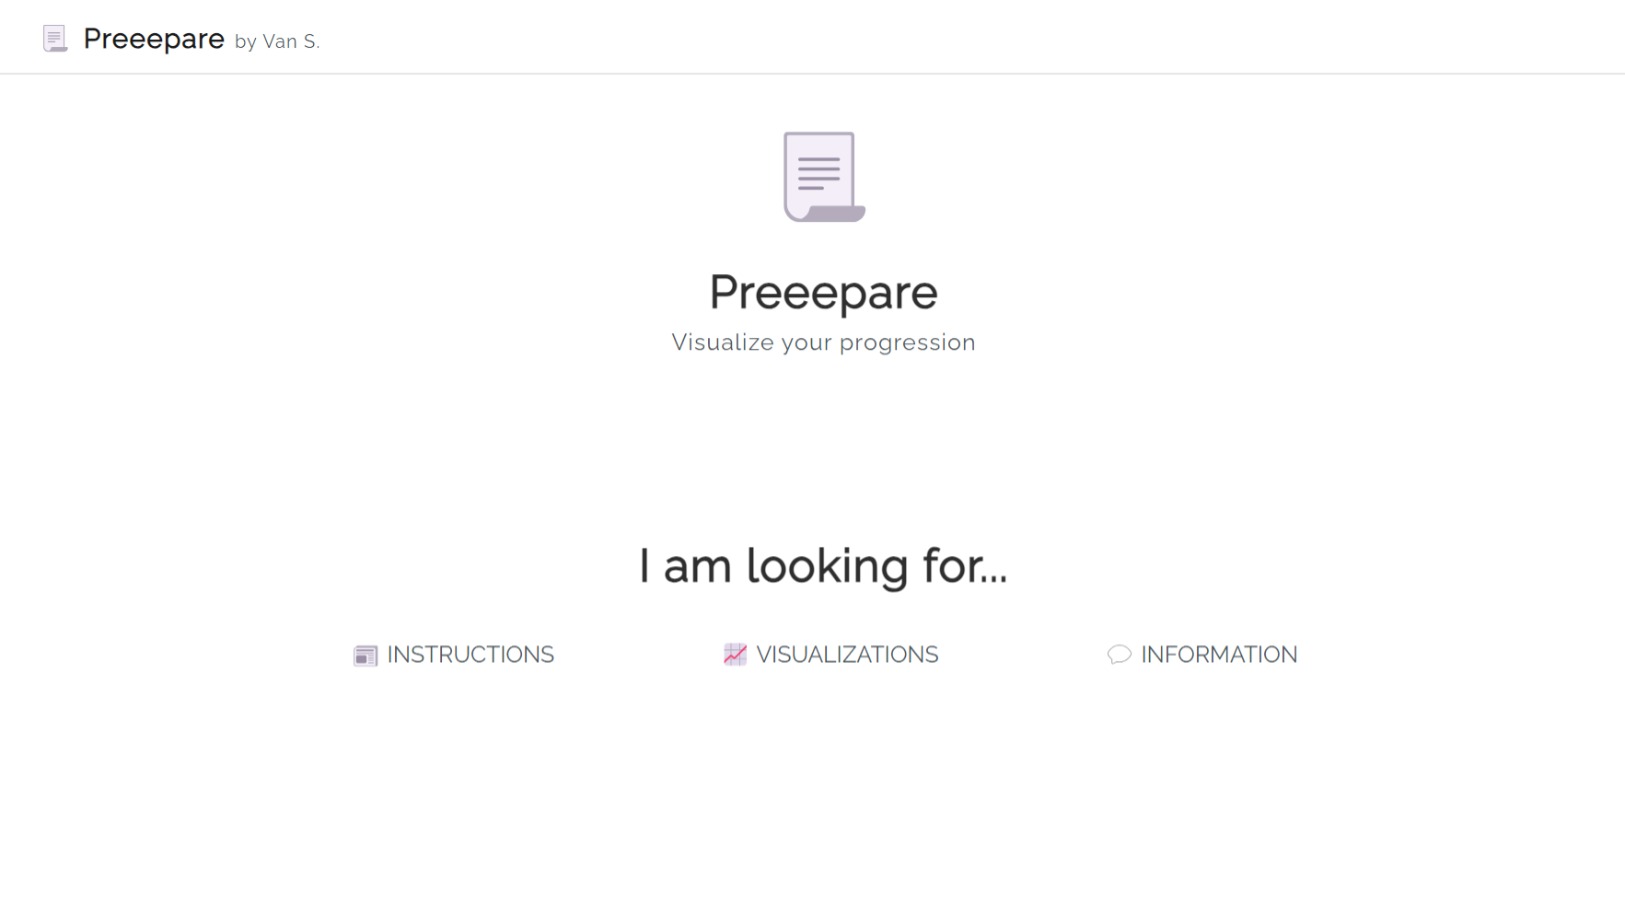 Preeepare by Van S.
Preeepare
Visualize your progression
I am looking for...
INSTRUCTIONS
VISUALIZATIONS
INFORMATION